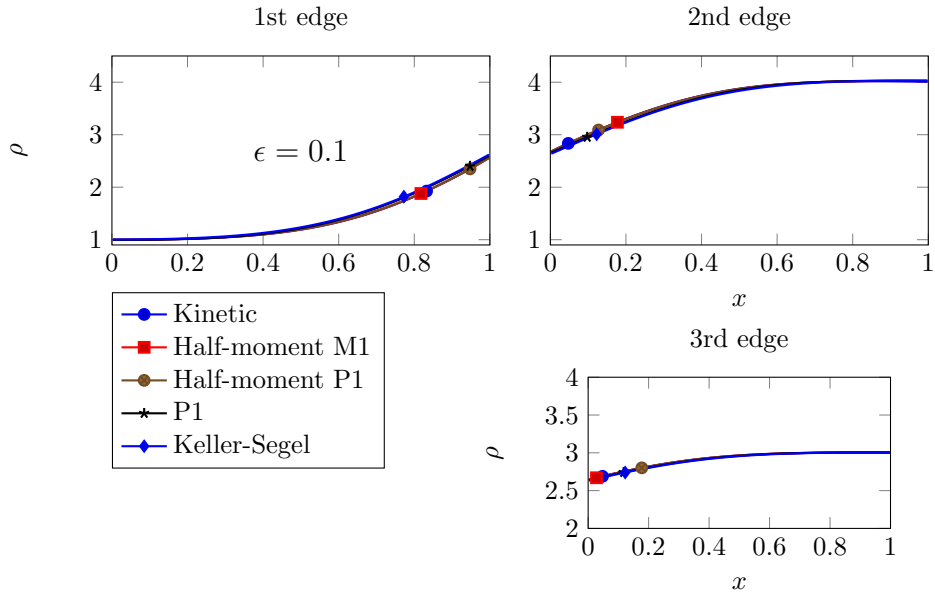 1st edge
2nd edge
4
3
2
1
ρ
ϵ = 0.1
0 0.2 0.4 0.6 0.8 1
4
3
2
1
0 0.2 0.4 0.6 0.8 1
x
Kinetic
Half-moment M1
Half-moment P1
P1
Keller-Segel
3rd edge
4
3.5
3
2.5
2
ρ
0 0.2 0.4 0.6 0.8 1
x